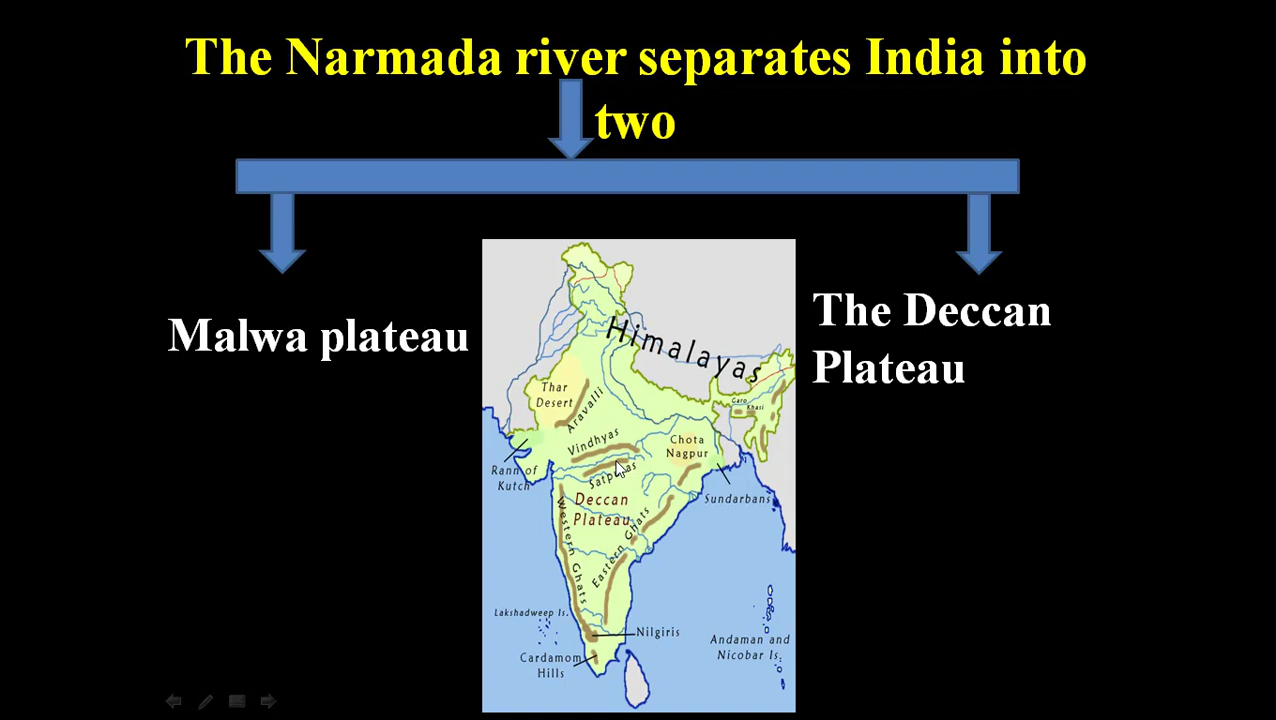 The Narmada river separates India into
two
Malwa plateau
The Deccan
Plateau
Himalayas
Thar
Desert
Aravalli
Garo
Khasi
Vindhyas
Chota
Nagpur
Rann of
Kutch
Satpuras
Sundarbans
Deccan
Plateau
Western Ghats
Eastern Ghats
Lakshadweep Is.
Nilgiris
Andaman and
Nicobar Is.
Cardamom
Hills